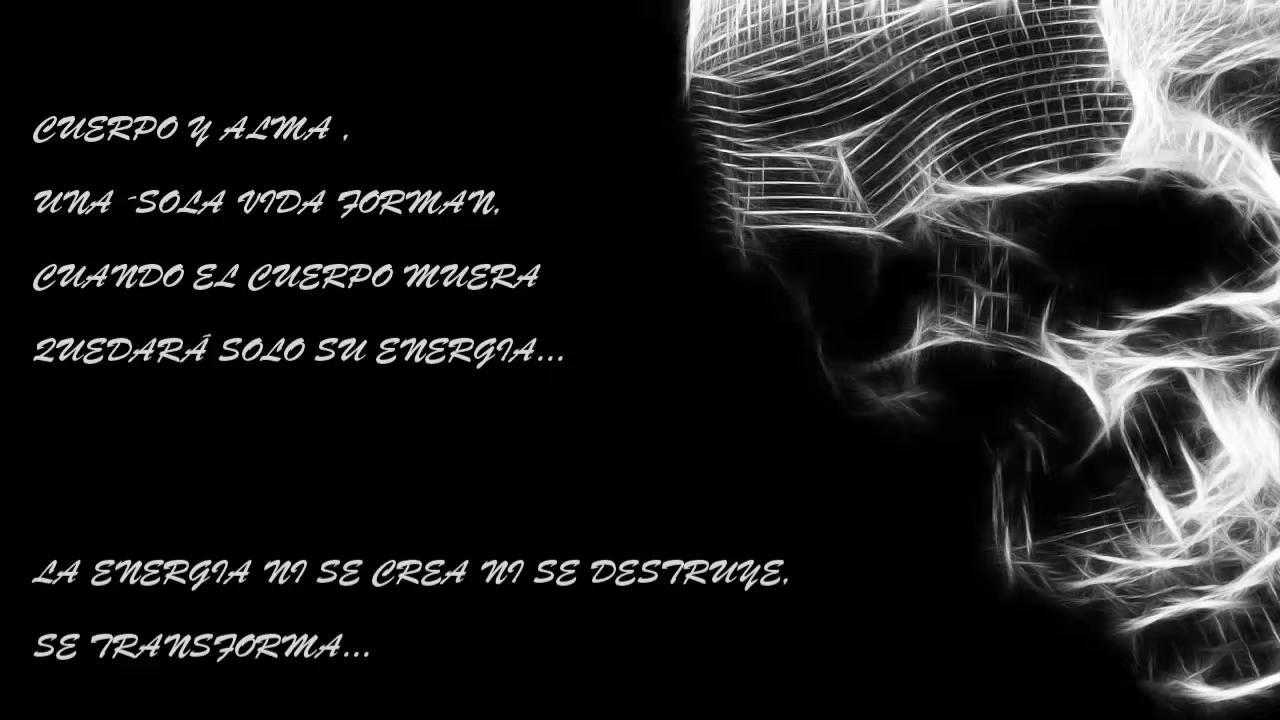 CUERPO Y ALMA ,
UNA ´SOLA VIDA FORMAN,
CUANDO EL CUERPO MUERA
QUEDARÁ SOLO SU ENERGIA...
LA ENERGIA NI SE CREA NI SE DESTRUYE,
SE TRANSFORMA...